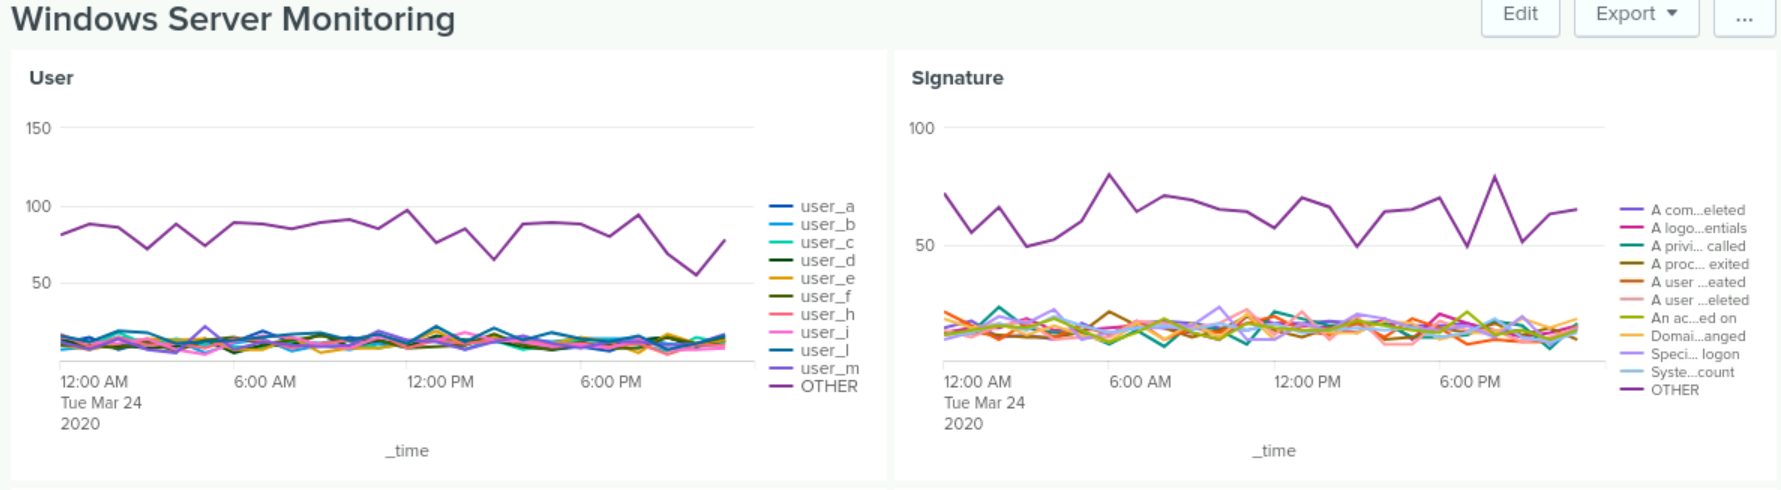 Windows Server Monitoring
Edit
Export
...
User
150
100
50
12:00 AM
Tue Mar 24
2020
6:00 AM
12:00 PM
6:00 PM
_time
user_a
user_b
user_c
user_d
user_e
user_f
user_h
user_i
user_l
user_m
OTHER
SIgnature
100
50
12:00 AM
Tue Mar 24
2020
6:00 AM
12:00 PM
6:00 PM
_time
A com...eleted
A logo...entials
A privi... called
A proc... exited
A user ...eated
A user ...eleted
An ac...ed on
Domai...anged
Speci... logon
Syste...count
OTHER